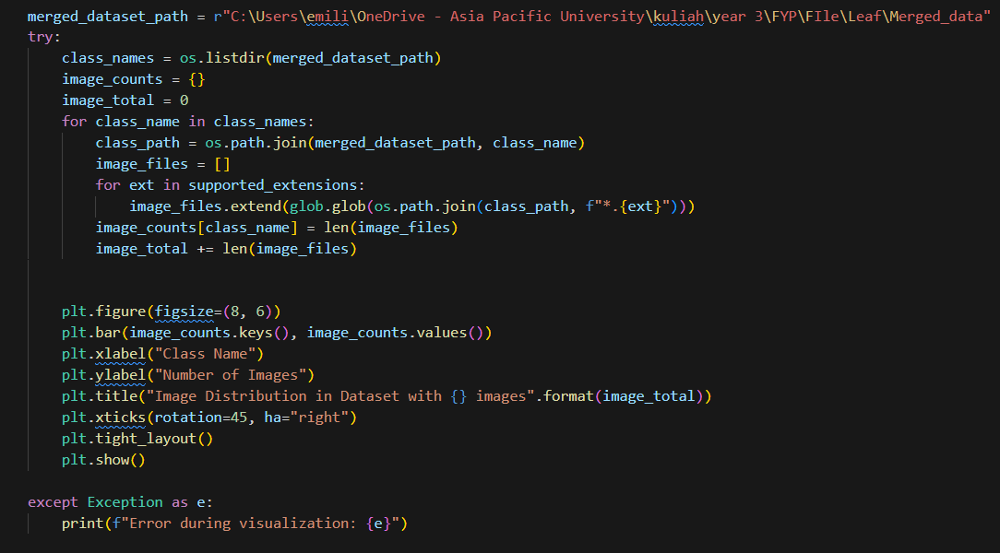 merged_dataset_path = r"C:\Users\emili\OneDrive - Asia Pacific University\kuliah\year 3\FYP\FIle\Leaf\Merged_data"
try:
    class_names = os.listdir(merged_dataset_path)
    image_counts = {}
    image_total = 0
    for class_name in class_names:
        class_path = os.path.join(merged_dataset_path, class_name)
        image_files = []
        for ext in supported_extensions:
            image_files.extend(glob.glob(os.path.join(class_path, f"*.{ext}")))
        image_counts[class_name] = len(image_files)
        image_total += len(image_files)
    plt.figure(figsize=(8, 6))
    plt.bar(image_counts.keys(), image_counts.values())
    plt.xlabel("Class Name")
    plt.ylabel("Number of Images")
    plt.title("Image Distribution in Dataset with {} images".format(image_total))
    plt.xticks(rotation=45, ha="right")
    plt.tight_layout()
    plt.show()
except Exception as e:
    print(f"Error during visualization: {e}")